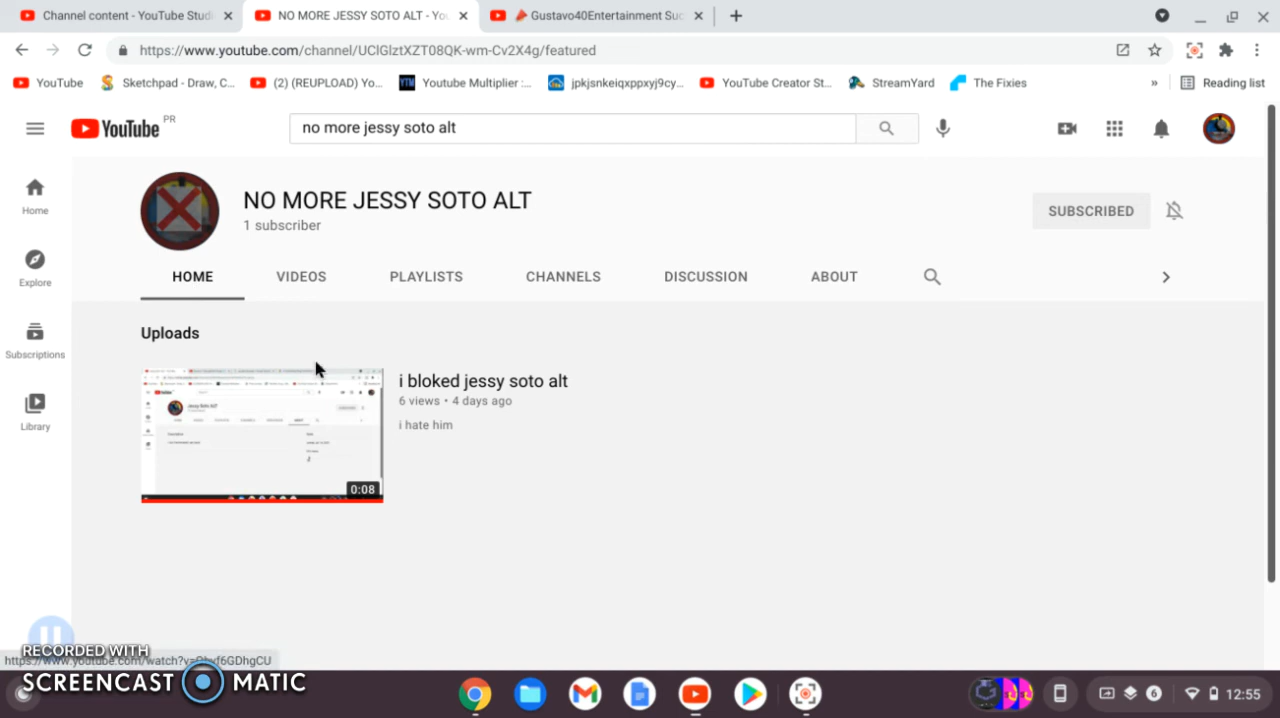 Channel content - YouTube Studi
NO MORE JESSY SOTO ALT - You
Gustavo40Entertainment Suc
https://www.youtube.com/channel/UClGlztXZT08QK-wm-Cv2X4g/featured
YouTube
Sketchpad - Draw, C...
(2) (REUPLOAD) Yo...
YTM
Youtube Multiplier :...
jpkjsnkeiqxppxyj9cy...
YouTube Creator St...
StreamYard
The Fixies
»
Reading list
YouTube PR
no more jessy soto alt
Home
Explore
Subscriptions
Library
NO MORE JESSY SOTO ALT
1 subscriber
SUBSCRIBED
HOME
VIDEOS
PLAYLISTS
CHANNELS
DISCUSSION
ABOUT
Uploads
0:08
i bloked jessy soto alt
6 views • 4 days ago
i hate him
RECORDED WITH
SCREENCAST MATIC
6
12:55